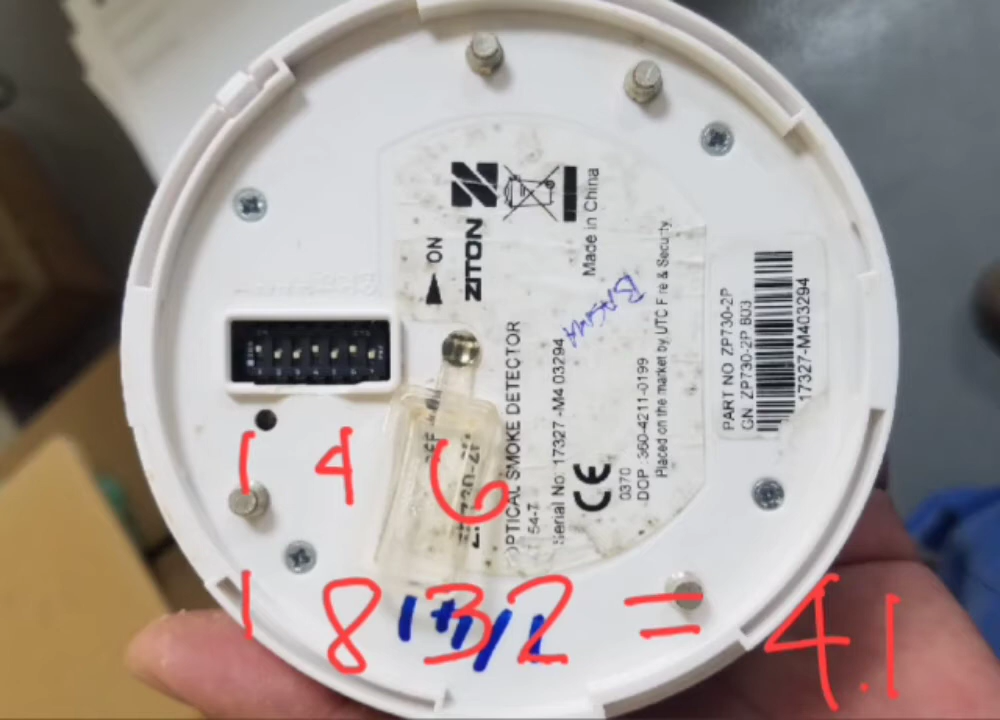 ON
ZITON
Made in China
OPTICAL SMOKE DETECTOR
54-7
Serial No: 17327-M403294
CE
0370
DOP : 360-4211-0199
Placed on the market by UTC Fire & Security
PART NO ZP730-2P
GN ZP730-2P B03
17327-M403294
1 4 6
1 8 32 = 4.1